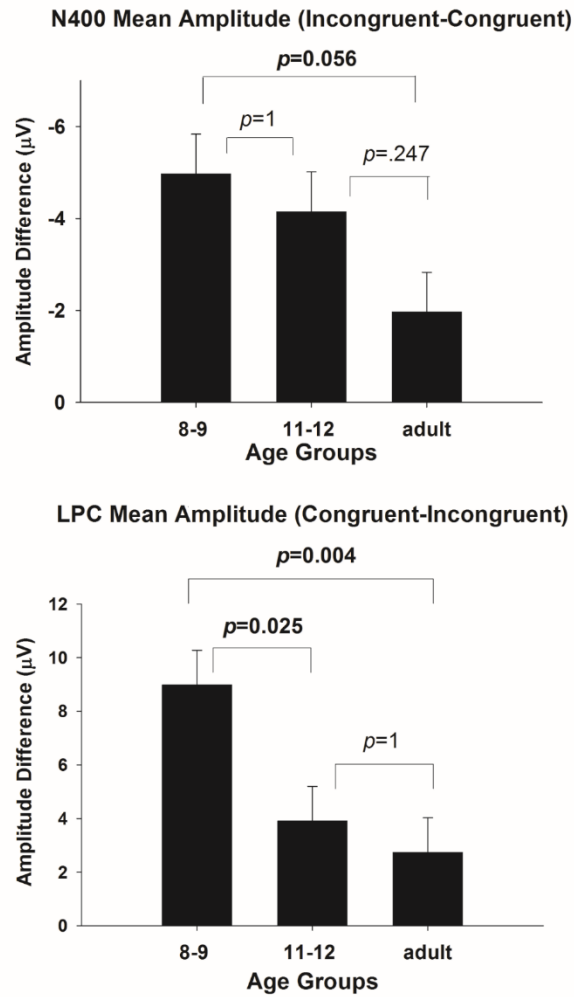 N400 Mean Amplitude (Incongruent-Congruent)
p=0.056
p=1
p=.247
-6
-4
-2
0
Amplitude Difference (μV)
8-9
11-12
adult
Age Groups
LPC Mean Amplitude (Congruent-Incongruent)
p=0.004
p=0.025
p=1
12
10
8
6
4
2
0
Amplitude Difference (μV)
8-9
11-12
adult
Age Groups